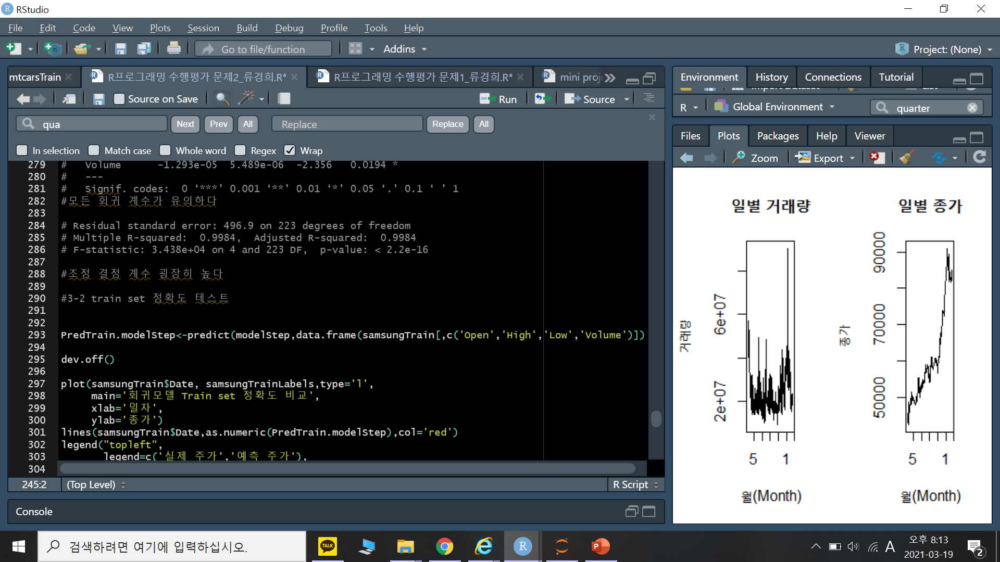 RStudio
File Edit Code View Plots Session Build Debug Profile Tools Help
Go to file/function Addins Project: (None)
mtcarsTrain R프로그래밍 수행평가 문제2_류경희.R* R프로그래밍 수행평가 문제1_류경희.R* mini proj
Source on Save Run Source
qua Next Prev All Replace Replace All
In selection Match case Whole word Regex Wrap
279 # Volume -1.293e-05 5.489e-06 -2.356 0.0194 *
280 # ---
281 # Signif. codes: 0 ‘***’ 0.001 ‘**’ 0.01 ‘*’ 0.05 ‘.’ 0.1 ‘ ’ 1
282 #모든 회귀 계수가 유의하다
283
284 # Residual standard error: 496.9 on 223 degrees of freedom
285 # Multiple R-squared: 0.9984, Adjusted R-squared: 0.9984
286 # F-statistic: 3.438e+04 on 4 and 223 DF, p-value: < 2.2e-16
287
288 #조정 결정 계수 굉장히 높다
289
290 #3-2 train set 정확도 테스트
291
292
293 PredTrain.modelStep<-predict(modelStep,data.frame(samsungTrain[,c('Open','High','Low','Volume')])
294
295 dev.off()
296
297 plot(samsungTrain$Date, samsungTrainLabels,type='l',
298 main='회귀모델 Train set 정확도 비교',
299 xlab='일자',
300 ylab='종가')
301 lines(samsungTrain$Date,as.numeric(PredTrain.modelStep),col='red')
302 legend("topleft",
303 legend=c('실제 주가','예측 주가'),
304
245:2 (Top Level) R Script
Console
Environment History Connections Tutorial
Import Dataset List
R Global Environment quarter
Files Plots Packages Help Viewer
Zoom Export
일별 거래량 일별 종가
거래량 2e+07 6e+07
종가 50000 70000 90000
5 1 5 1
월(Month) 월(Month)
검색하려면 여기에 입력하십시오.
TALK R P A 오후 8:13
2021-03-19 2